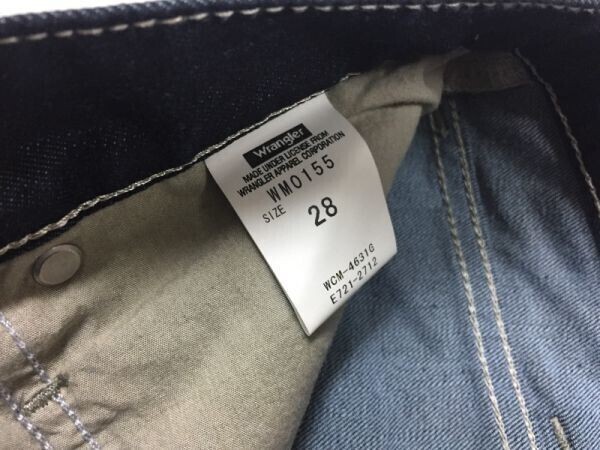 Wrangler
MADE UNDER LICENSE FROM
WRANGLER APPAREL CORPORATION
WM0155
SIZE
28
WCM-4631G
E721-2712